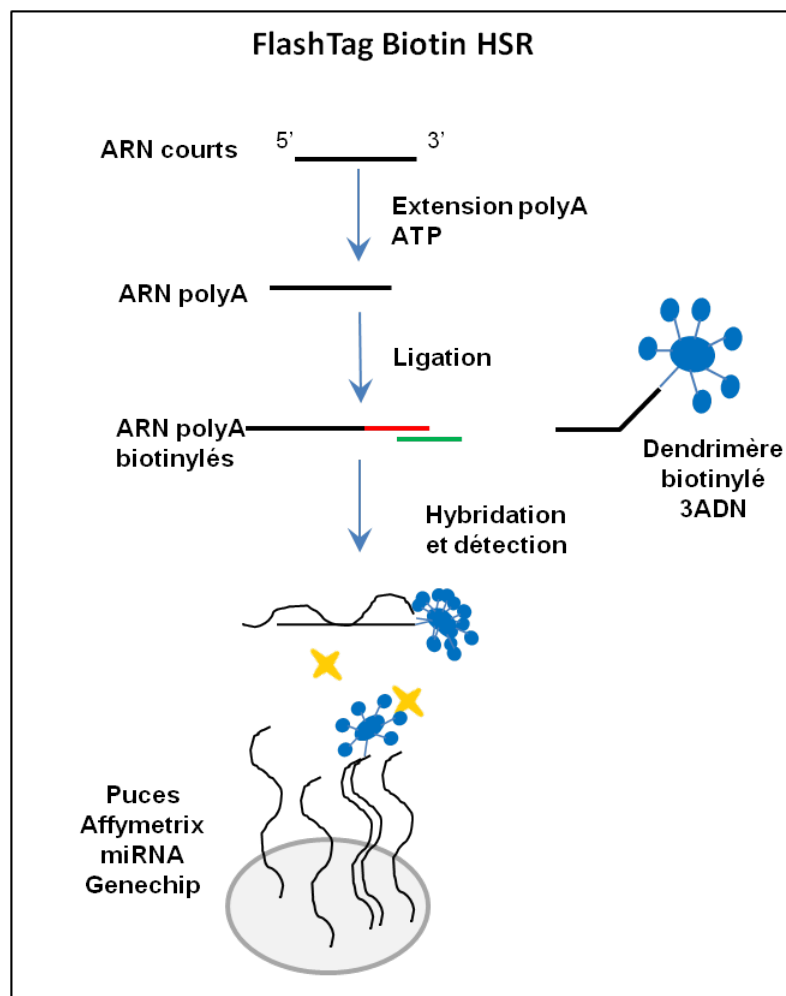 FlashTag Biotin HSR
5’
3’
ARN courts
Extension polyA
ATP
ARN polyA
Ligation
ARN polyA
biotinylés
Dendrimère
biotinylé
3ADN
Hybridation
et détection
Puces
Affymetrix
miRNA
Genechip